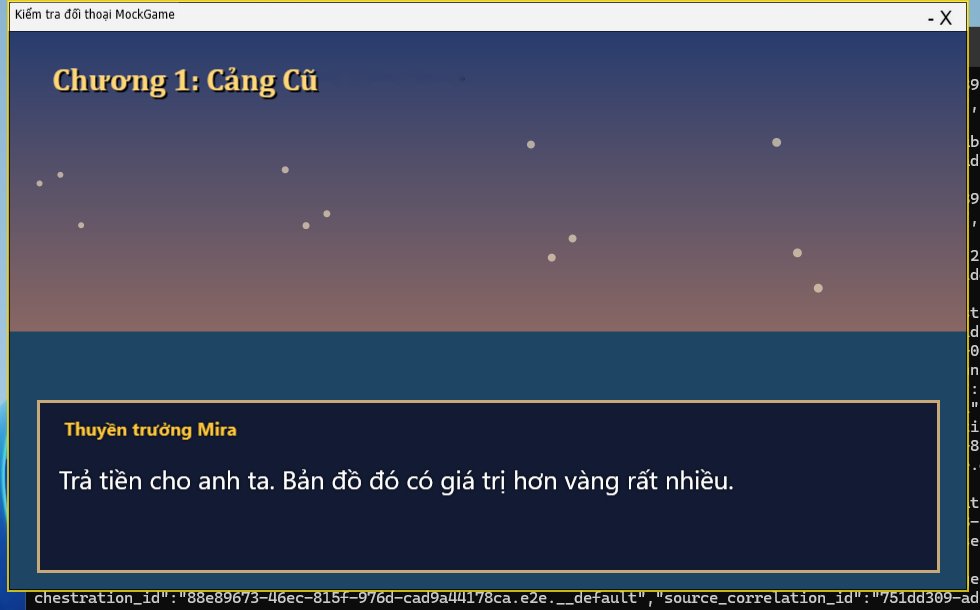 Kiểm tra đối thoại MockGame
- X
Chương 1: Cảng Cũ
Thuyền trưởng Mira
Trả tiền cho anh ta. Bản đồ đó có giá trị hơn vàng rất nhiều.
chestration_id":"88e89673-46ec-815f-976d-cad9a44178ca.e2e.__default","source_correlation_id":"751dd309-